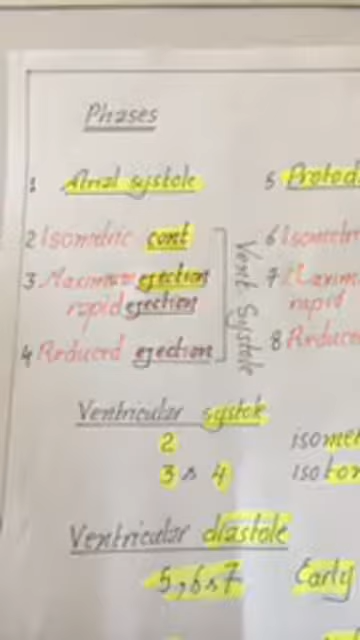 Phases
1 Atrial systole
5 Protod
2 Isometric cont
6 Isometr
3 Maximum ejection
7 Maxim
rapid ejection
rapid
4 Reduced ejection
8 Reduce
Vent Systole
Ventricular systole
2
isomet
3 & 4
isoton
Ventricular diastole
5, 6 & 7
Early